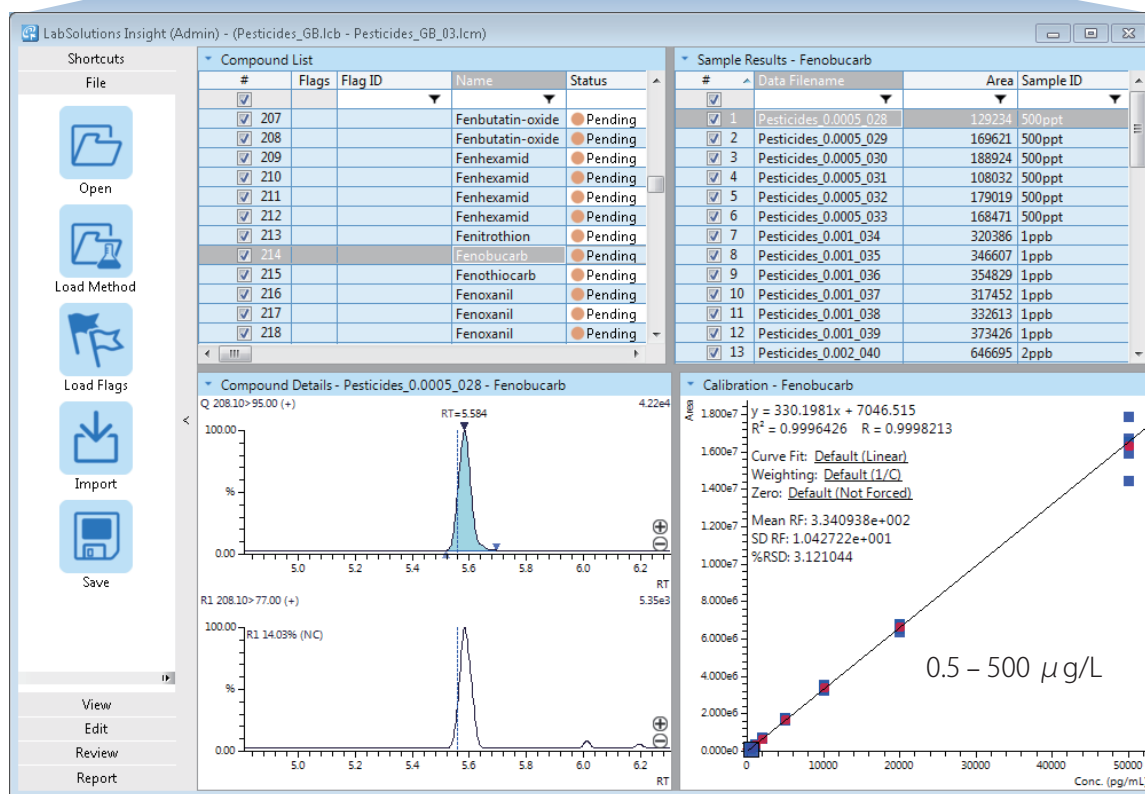 LabSolutions Insight (Admin) - (Pesticides_GB.lcb - Pesticides_GB_03.lcm)
Shortcuts
File
Open
Load Method
Load Flags
Import
Save
View
Edit
Review
Report
<
Compound List
# Flags Flag ID Name Status
207 Fenbutatin-oxide Pending
208 Fenbutatin-oxide Pending
209 Fenhexamid Pending
210 Fenhexamid Pending
211 Fenhexamid Pending
212 Fenhexamid Pending
213 Fenitrothion Pending
214 Fenobucarb Pending
215 Fenothiocarb Pending
216 Fenoxanil Pending
217 Fenoxanil Pending
218 Fenoxanil Pending
Sample Results - Fenobucarb
# Data Filename Area Sample ID
1 Pesticides_0.0005_028 129234 500ppt
2 Pesticides_0.0005_029 169621 500ppt
3 Pesticides_0.0005_030 188924 500ppt
4 Pesticides_0.0005_031 108032 500ppt
5 Pesticides_0.0005_032 179019 500ppt
6 Pesticides_0.0005_033 168471 500ppt
7 Pesticides_0.001_034 320386 1ppb
8 Pesticides_0.001_035 346607 1ppb
9 Pesticides_0.001_036 354829 1ppb
10 Pesticides_0.001_037 317452 1ppb
11 Pesticides_0.001_038 332613 1ppb
12 Pesticides_0.001_039 373426 1ppb
13 Pesticides_0.002_040 646695 2ppb
Compound Details - Pesticides_0.0005_028 - Fenobucarb
Q 208.10>95.00 (+) 4.22e4
RT=5.584
100.00
%
0.00
5.0 5.2 5.4 5.6 5.8 6.0 6.2
RT
R1 208.10>77.00 (+) 5.35e3
100.00
R1 14.03% (NC)
%
0.00
5.0 5.2 5.4 5.6 5.8 6.0 6.2
RT
Calibration - Fenobucarb
Area
1.800e7
1.600e7
1.400e7
1.200e7
1.000e7
8.000e6
6.000e6
4.000e6
2.000e6
0.000e0
y = 330.1981x + 7046.515
R² = 0.9996426 R = 0.9998213
Curve Fit: Default (Linear)
Weighting: Default (1/C)
Zero: Default (Not Forced)
Mean RF: 3.340938e+002
SD RF: 1.042722e+001
%RSD: 3.121044
0.5 – 500 μg/L
0 10000 20000 30000 40000 50000
Conc. (pg/mL)